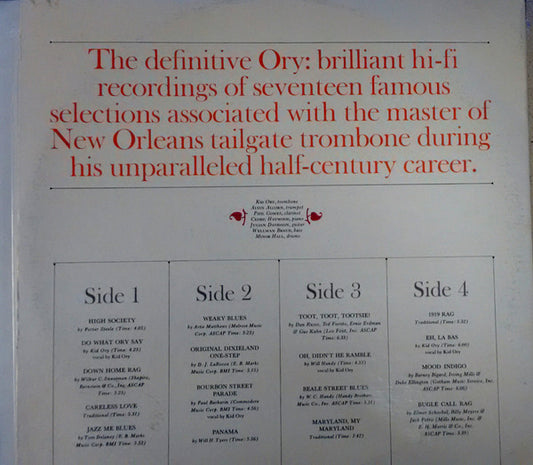 The definitive Ory: brilliant hi-fi
recordings of seventeen famous
selections associated with the master of
New Orleans tailgate trombone during
his unparalleled half-century career.
Kid Ory, trombone
Alvin Alcorn, trumpet
Phil Gomez, clarinet
Cedric Haywood, piano
Julian Davidson, guitar
Wellman Braud, bass
Minor Hall, drums
Side 1
HIGH SOCIETY
by Porter Steele (Time: 4:05)
DO WHAT ORY SAY
by Kid Ory (Time: 4:25)
vocal by Kid Ory
DOWN HOME RAG
by Wilbur C. Sweatman (Shapiro,
Bernstein & Co., Inc. ASCAP
Time: 3:25)
CARELESS LOVE
Traditional (Time: 3:31)
JAZZ ME BLUES
by Tom Delaney (E. B. Marks
Music Corp. BMI Time: 3:52)
Side 2
WEARY BLUES
by Artie Matthews (Melrose Music
Corp. ASCAP Time: 3:22)
ORIGINAL DIXIELAND
ONE-STEP
by D. J. LaRocca (E. B. Marks
Music Corp. BMI Time: 3:15)
BOURBON STREET
PARADE
by Paul Barbarin (Commodore
Music Corp. BMI Time: 4:36)
vocal by Kid Ory
PANAMA
by Will H. Tyers (Time: 5:36)
Side 3
TOOT, TOOT, TOOTSIE!
by Dan Russo, Ted Fiorito, Ernie Erdman
& Gus Kahn (Leo Feist, Inc. ASCAP
Time: 6:35)
OH, DIDN'T HE RAMBLE
by Will Handy (Time: 4:33)
vocal by Kid Ory
BEALE STREET BLUES
by W. C. Handy (Handy Brothers
Music Co., Inc. ASCAP Time: 5:31)
MARYLAND, MY
MARYLAND
Traditional (Time: 3:42)
Side 4
1919 RAG
Traditional (Time: 5:32)
EH, LA BAS
by Kid Ory (Time: 6:00)
vocal by Kid Ory
MOOD INDIGO
by Barney Bigard, Irving Mills &
Duke Ellington (Gotham Music Service, Inc.
ASCAP Time: 6:08)
BUGLE CALL RAG
by Elmer Schoebel, Billy Meyers &
Jack Pettis (Mills Music, Inc. &
E. H. Morris & Co., Inc.
ASCAP Time: 3:39)